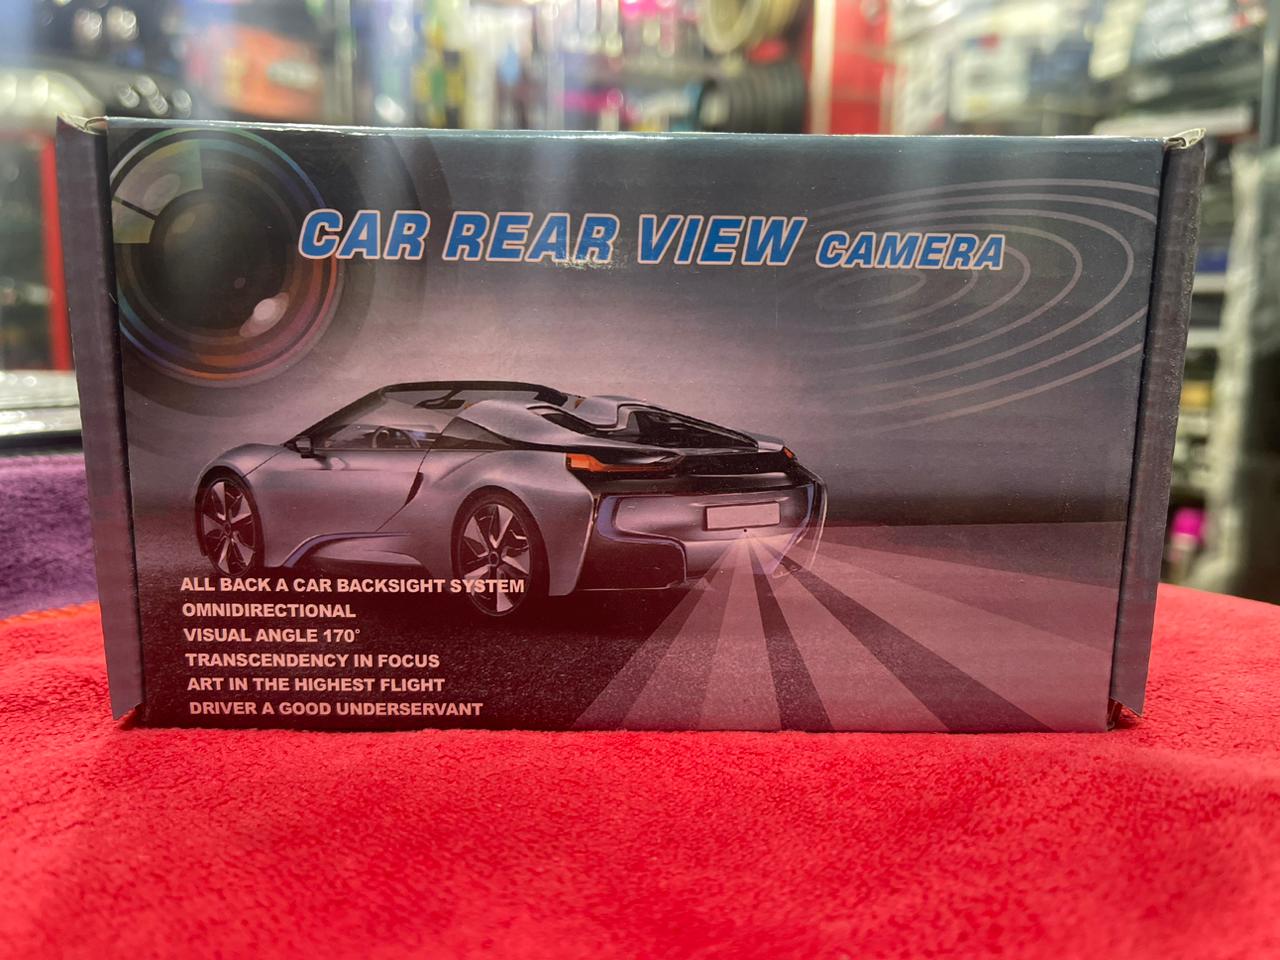 CAR REAR VIEW CAMERA
ALL BACK A CAR BACKSIGHT SYSTEM
OMNIDIRECTIONAL
VISUAL ANGLE 170°
TRANSCENDENCY IN FOCUS
ART IN THE HIGHEST FLIGHT
DRIVER A GOOD UNDERSERVANT